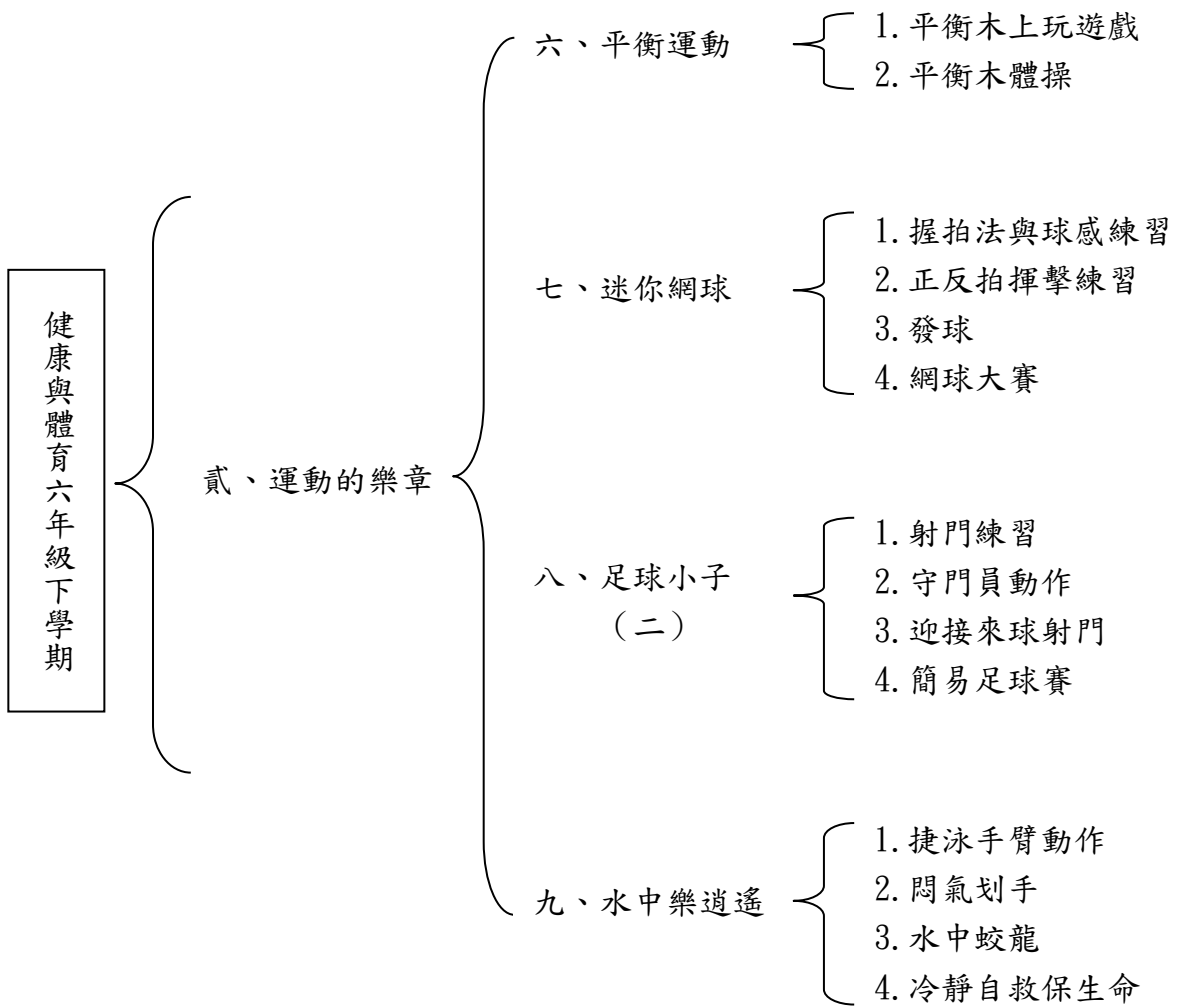 健康與體育六年級下學期
貳、運動的樂章
六、平衡運動
1.平衡木上玩遊戲
2.平衡木體操
七、迷你網球
1.握拍法與球感練習
2.正反拍揮擊練習
3.發球
4.網球大賽
八、足球小子
（二）
1.射門練習
2.守門員動作
3.迎接來球射門
4.簡易足球賽
九、水中樂逍遙
1.捷泳手臂動作
2.悶氣划手
3.水中蛟龍
4.冷靜自救保生命